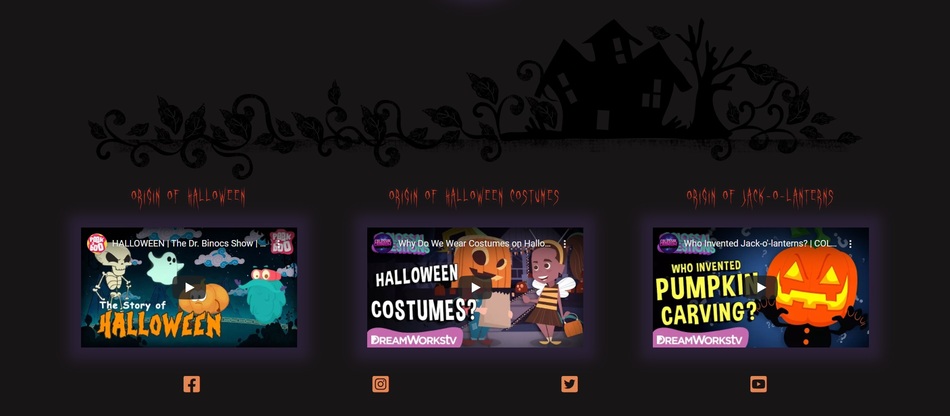 ORIGIN OF HALLOWEEN
ORIGIN OF HALLOWEEN COSTUMES
ORIGIN OF JACK-O-LANTERNS
HALLOWEEN | The Dr. Binocs Show | ...
The Story of
HALLOWEEN
Why Do We Wear Costumes on Hallo...
HALLOWEEN
COSTUMES?
DREAMWORKSTV
Who Invented Jack-o'-lanterns? | COL...
WHO INVENTED
PUMPKIN
CARVING?
DREAMWORKSTV